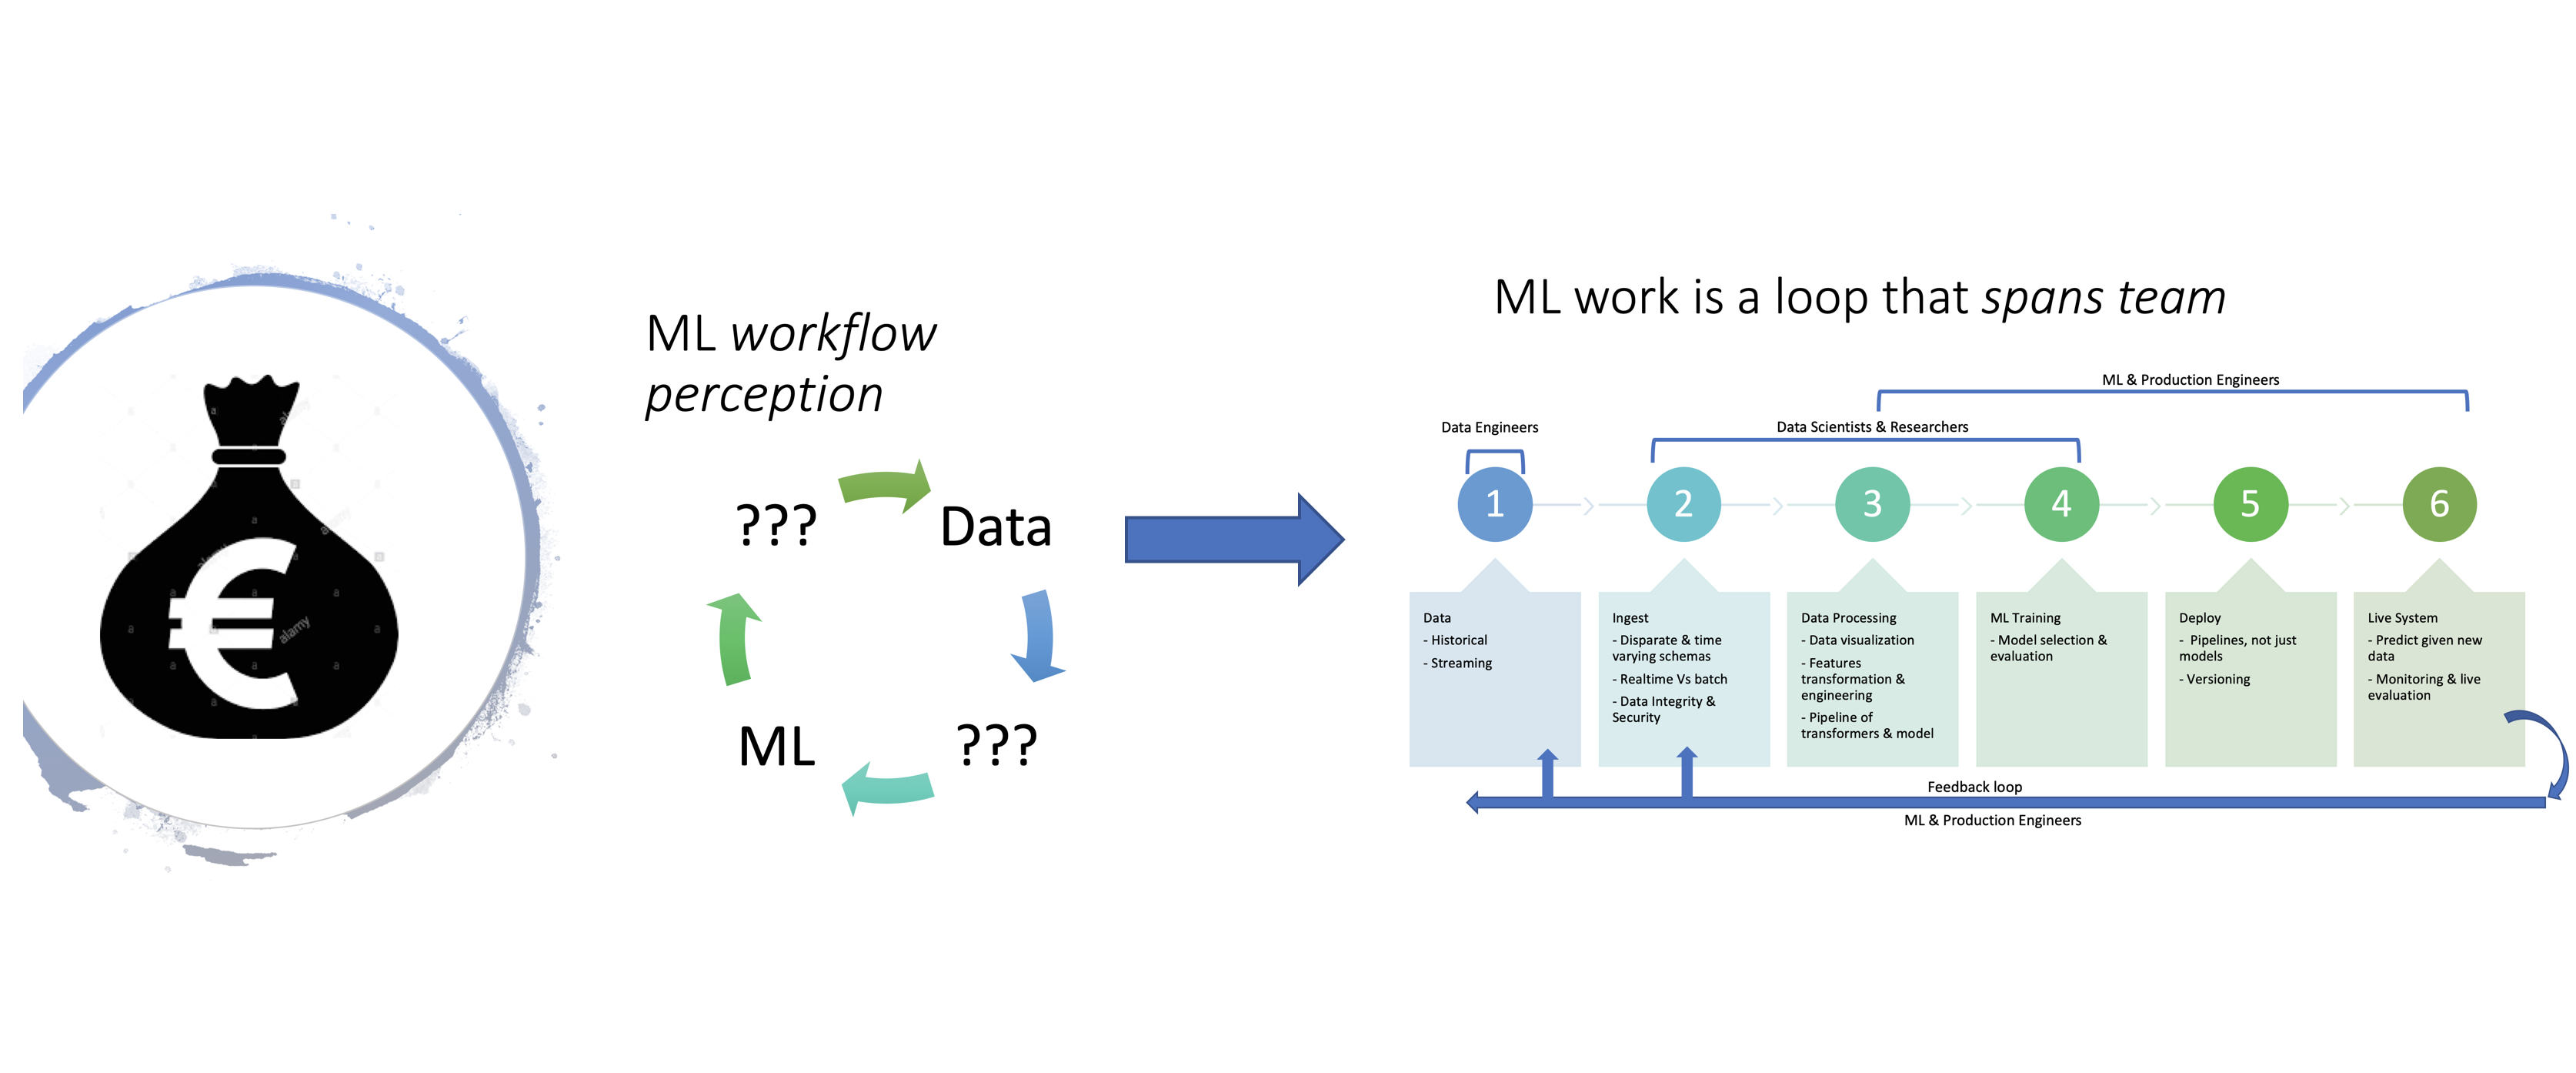 €
alamy
alamy
alamy
alamy
ML workflow
perception
???
Data
ML
???
ML work is a loop that spans team
ML & Production Engineers
Data Engineers
Data Scientists & Researchers
1
2
3
4
5
6
Data
- Historical
- Streaming
Ingest
- Disparate & time
varying schemas
- Realtime Vs batch
- Data Integrity &
Security
Data Processing
- Data visualization
- Features
transformation &
engineering
- Pipeline of
transformers & model
ML Training
- Model selection &
evaluation
Deploy
- Pipelines, not just
models
- Versioning
Live System
- Predict given new
data
- Monitoring & live
evaluation
Feedback loop
ML & Production Engineers